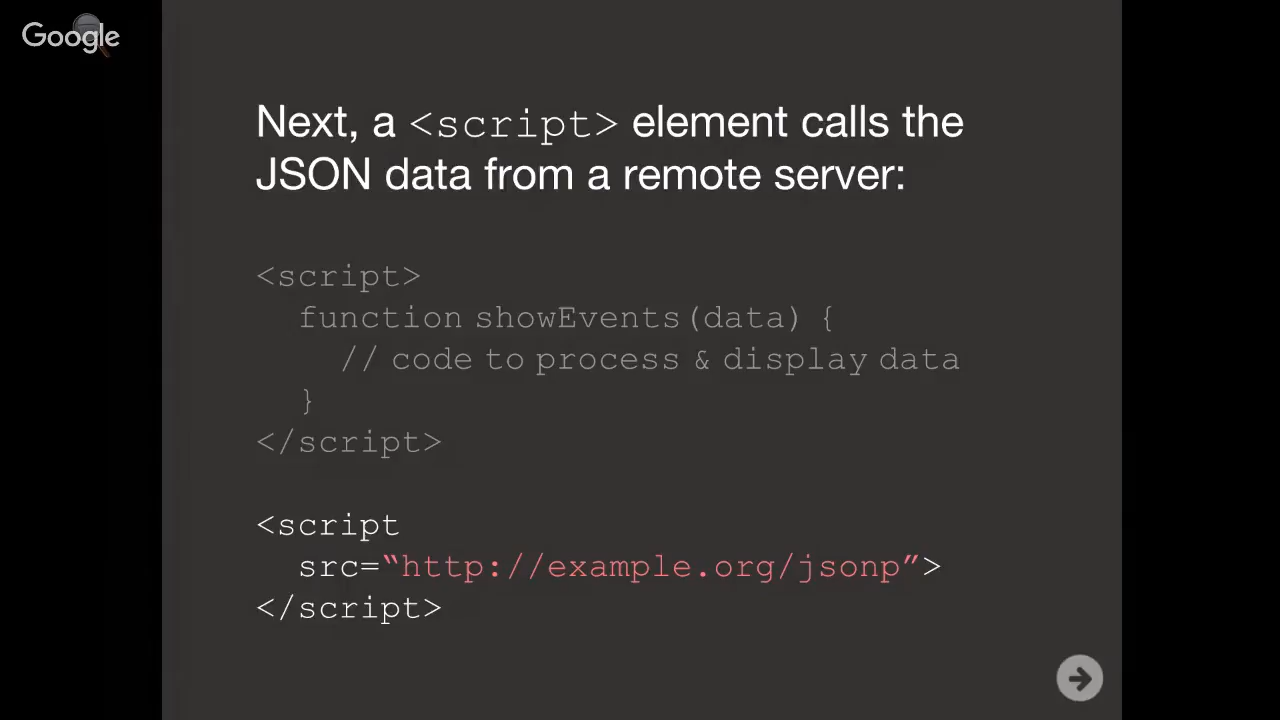 Google
Next, a <script> element calls the
JSON data from a remote server:
<script>
function showEvents(data) {
// code to process & display data
}
</script>
<script
src=“http://example.org/jsonp”>
</script>